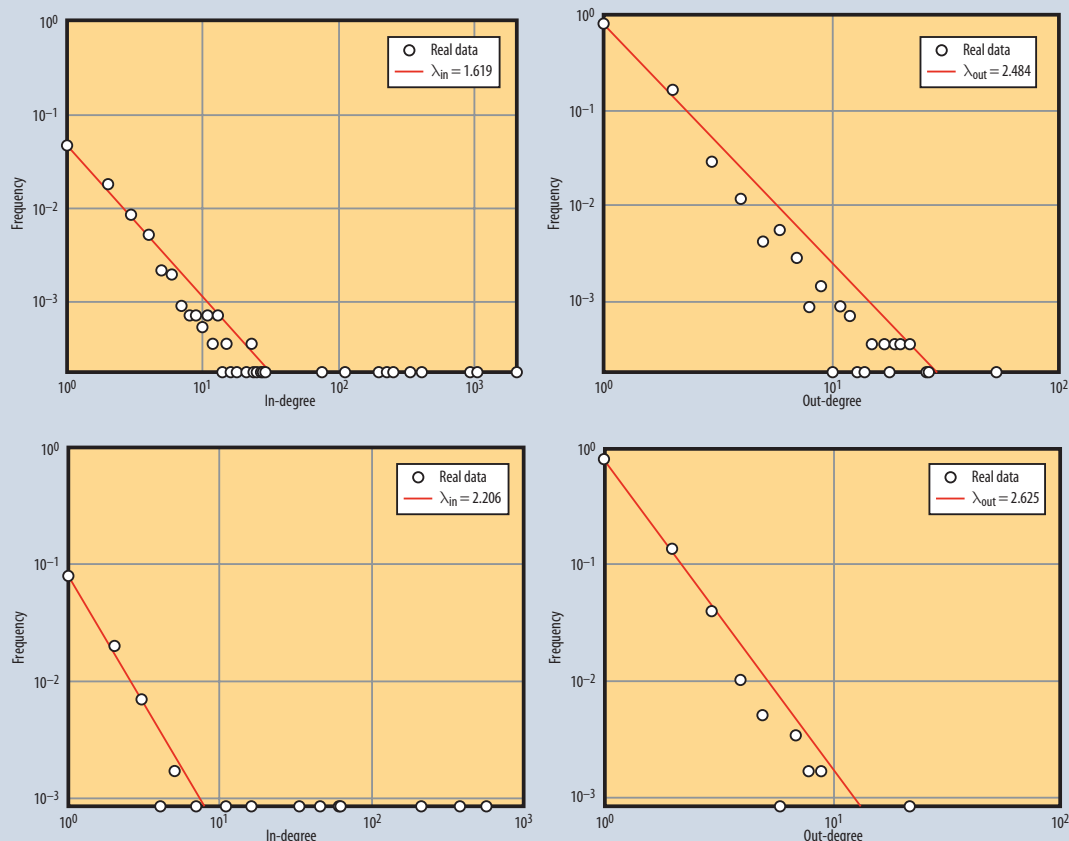 10⁰
10⁻¹
10⁻²
10⁻³
Frequency
Real data
λin = 1.619
10⁰
10¹
10²
10³
In-degree
10⁰
10⁻¹
10⁻²
10⁻³
Frequency
Real data
λout = 2.484
10⁰
10¹
10²
Out-degree
10⁰
10⁻¹
10⁻²
10⁻³
Frequency
Real data
λin = 2.206
10⁰
10¹
10²
10³
In-degree
10⁰
10⁻¹
10⁻²
10⁻³
Frequency
Real data
λout = 2.625
10⁰
10¹
10²
Out-degree